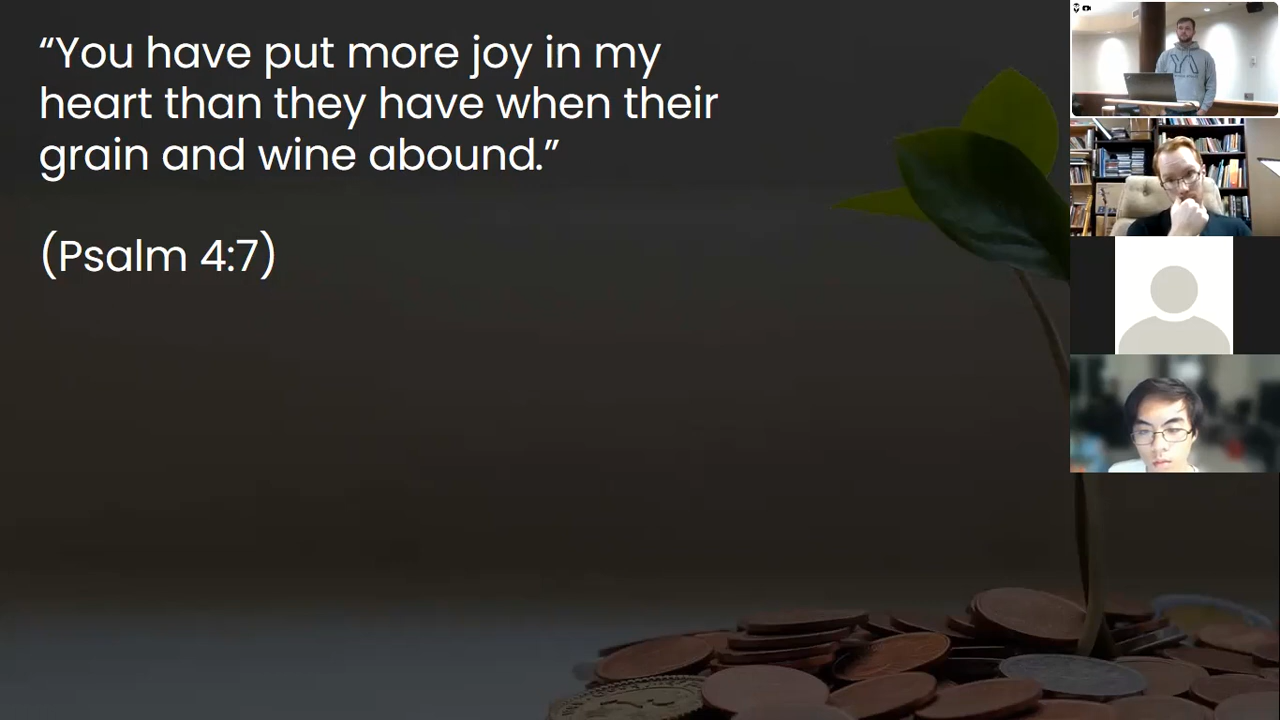 “You have put more joy in my
heart than they have when their
grain and wine abound.”
(Psalm 4:7)